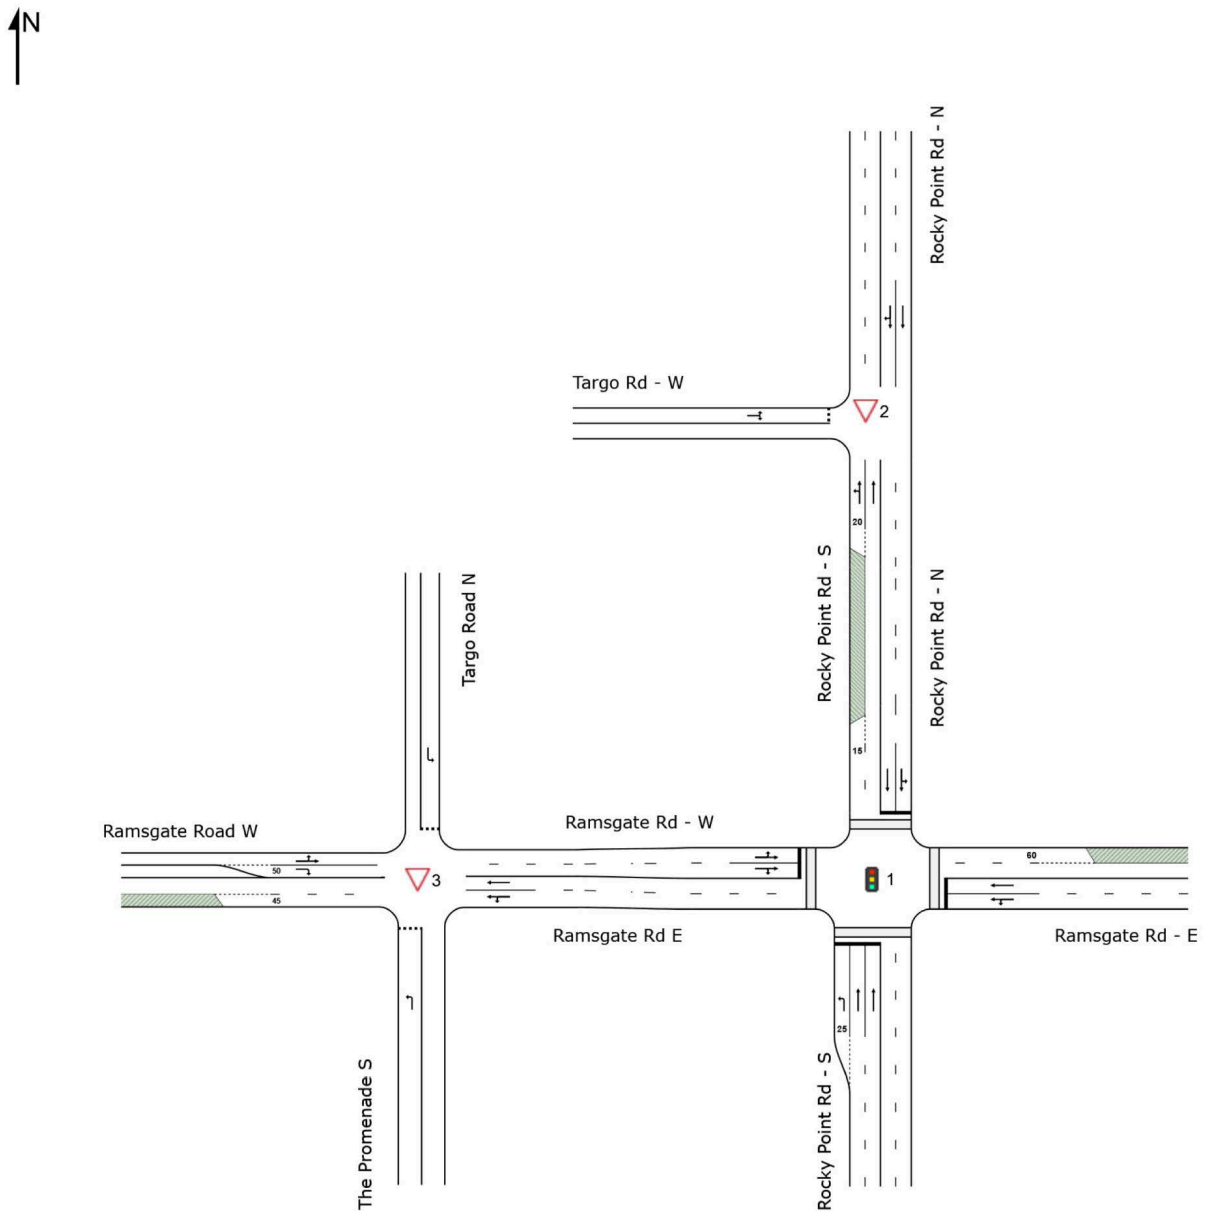 N
Rocky Point Rd - N
Targo Rd - W
2
20
Rocky Point Rd - S
Rocky Point Rd - N
Targo Road N
15
Ramsgate Road W
Ramsgate Rd - W
60
50
3
1
45
Ramsgate Rd E
Ramsgate Rd - E
25
The Promenade S
Rocky Point Rd - S